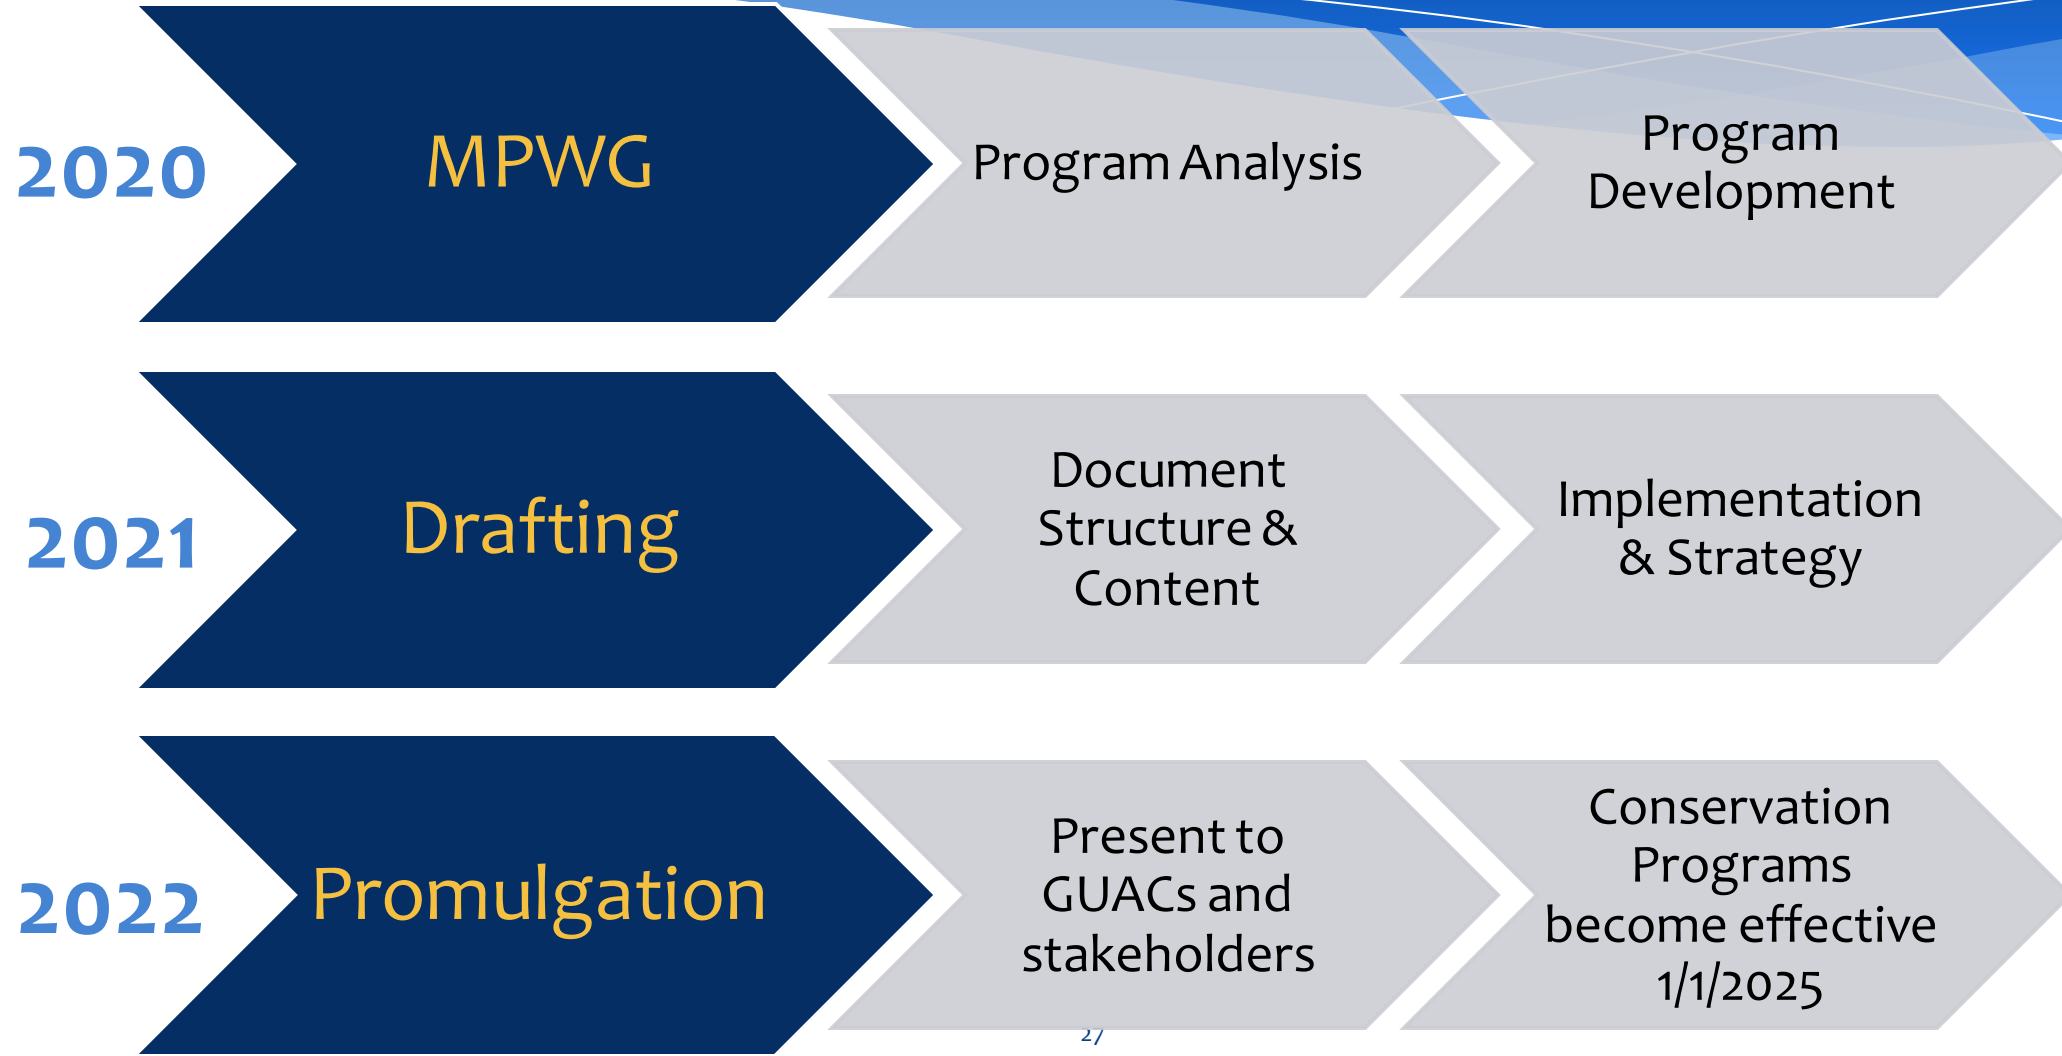 2020
MPWG
Program Analysis
Program
Development
2021
Drafting
Document
Structure &
Content
Implementation
& Strategy
2022
Promulgation
Present to
GUACs and
stakeholders
Conservation
Programs
become effective
1/1/2025
27